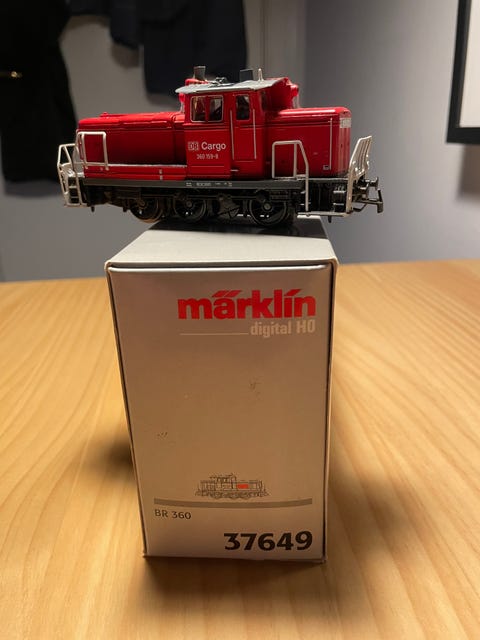 DB Cargo
360 159-8
märklin
digital H0
BR 360
37649